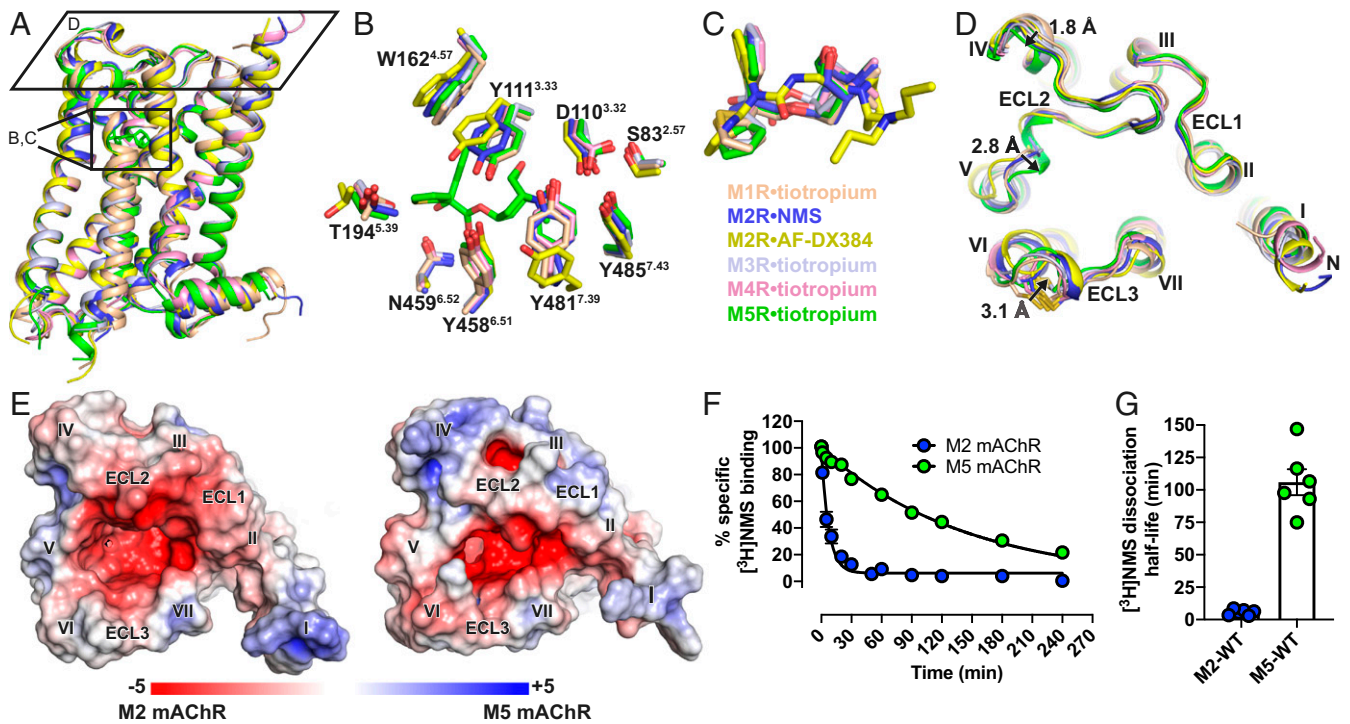 A
D
B,C
B
W162^4.57
Y111^3.33
D110^3.32
S83^2.57
T194^5.39
N459^6.52
Y458^6.51
Y481^7.39
Y485^7.43
C
M1R•tiotropium
M2R•NMS
M2R•AF-DX384
M3R•tiotropium
M4R•tiotropium
M5R•tiotropium
D
IV
1.8 Å
III
ECL2
ECL1
2.8 Å
V
II
VI
I
N
VII
ECL3
3.1 Å
E
IV
III
ECL2
ECL1
V
II
VI
VII
ECL3
I
IV
III
ECL2
ECL1
II
V
I
VI
VII
ECL3
-5
+5
M2 mAChR
M5 mAChR
F
% specific
[³H]NMS binding
120
100
80
60
40
20
0
M2 mAChR
M5 mAChR
0
30
60
90
120
150
180
210
240
270
Time (min)
G
[³H]NMS dissociation
half-life (min)
150
125
100
75
50
25
0
M2-WT
M5-WT